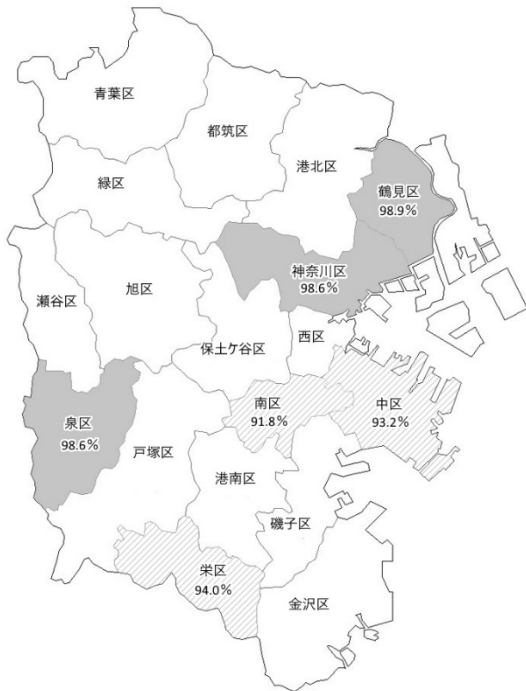 青葉区
都筑区
港北区
鶴見区
98.9%
緑区
神奈川区
98.6%
瀬谷区
旭区
保土ケ谷区
西区
泉区
98.6%
南区
91.8%
中区
93.2%
戸塚区
港南区
磯子区
栄区
94.0%
金沢区